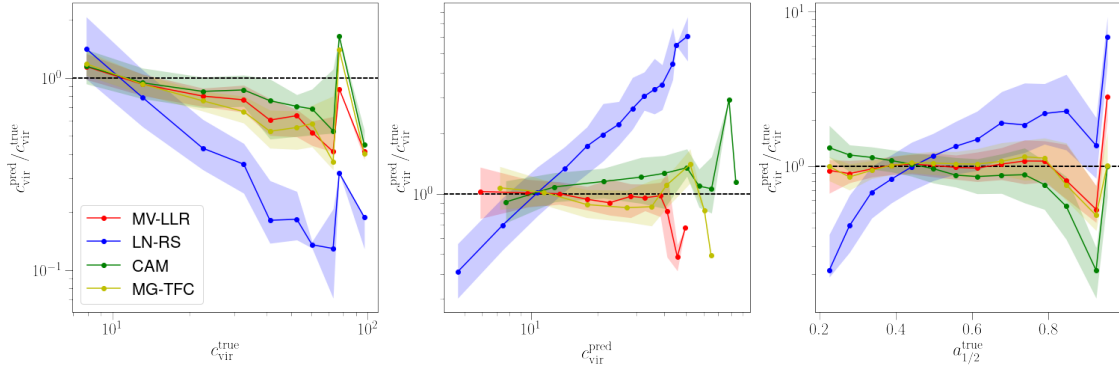 c_vir^pred / c_vir^true
10^0
10^-1
MV-LLR
LN-RS
CAM
MG-TFC
10^1
10^2
c_vir^true
c_vir^pred / c_vir^true
10^0
10^1
c_vir^pred
c_vir^pred / c_vir^true
10^1
10^0
0.2
0.4
0.6
0.8
a_1/2^true